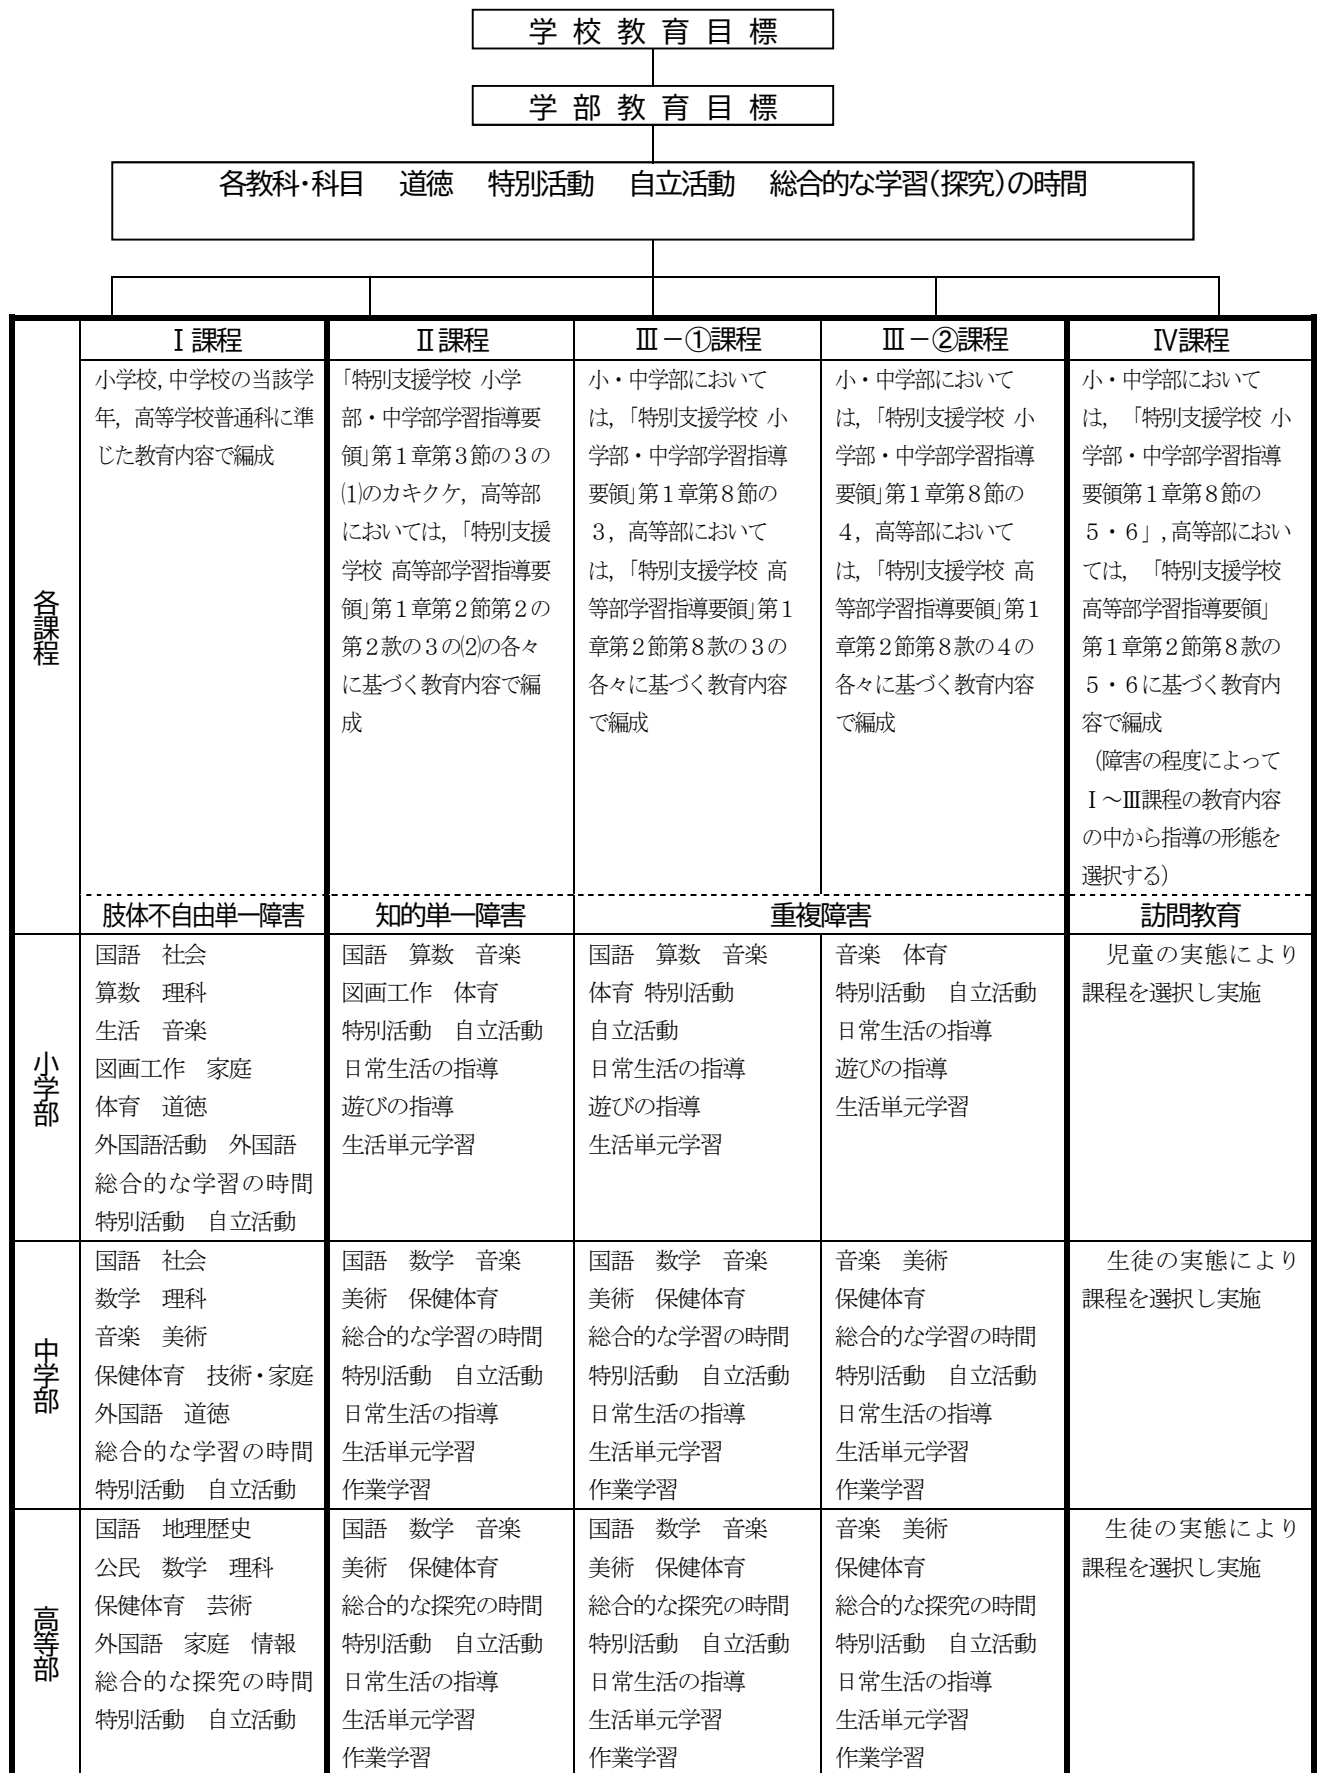 学校教育目標
学部教育目標
各教科・科目　道徳　特別活動　自立活動　総合的な学習（探究）の時間
各課程
Ⅰ課程
小学校，中学校の当該学
年，高等学校普通科に準
じた教育内容で編成
肢体不自由単一障害
Ⅱ課程
「特別支援学校 小学
部・中学部学習指導要
領」第１章第３節の３の
⑴のカキクケ，高等部
においては，「特別支援
学校 高等部学習指導要
領」第１章第２節第２の
第２款の３の⑵の各々
に基づく教育内容で編
成
知的単一障害
Ⅲ－①課程
小・中学部において
は，「特別支援学校 小
学部・中学部学習指導
要領」第１章第８節の
３，高等部において
は，「特別支援学校 高
等部学習指導要領」第１
章第２節第８款の３の
各々に基づく教育内容
で編成
Ⅲ－②課程
小・中学部において
は，「特別支援学校 小
学部・中学部学習指導
要領」第１章第８節の
４，高等部において
は，「特別支援学校 高
等部学習指導要領」第１
章第２節第８款の４の
各々に基づく教育内容
で編成
重複障害
Ⅳ課程
小・中学部において
は，「特別支援学校 小
学部・中学部学習指導
要領第１章第８節の
５・６」,高等部におい
ては，「特別支援学校
高等部学習指導要領」
第１章第２節第８款の
５・６に基づく教育内
容で編成
（障害の程度によって
Ⅰ～Ⅲ課程の教育内容
の中から指導の形態を
選択する）
訪問教育
小学部
国語　社会
算数　理科
生活　音楽
図画工作　家庭
体育　道徳
外国語活動　外国語
総合的な学習の時間
特別活動　自立活動
国語　算数　音楽
図画工作　体育
特別活動　自立活動
日常生活の指導
遊びの指導
生活単元学習
国語　算数　音楽
体育 特別活動
自立活動
日常生活の指導
遊びの指導
生活単元学習
音楽　体育
特別活動　自立活動
日常生活の指導
遊びの指導
生活単元学習
児童の実態により
課程を選択し実施
中学部
国語　社会
数学　理科
音楽　美術
保健体育　技術・家庭
外国語　道徳
総合的な学習の時間
特別活動　自立活動
国語　数学　音楽
美術　保健体育
総合的な学習の時間
特別活動　自立活動
日常生活の指導
生活単元学習
作業学習
国語　数学　音楽
美術　保健体育
総合的な学習の時間
特別活動　自立活動
日常生活の指導
生活単元学習
作業学習
音楽　美術
保健体育
総合的な学習の時間
特別活動　自立活動
日常生活の指導
生活単元学習
作業学習
生徒の実態により
課程を選択し実施
高等部
国語　地理歴史
公民　数学　理科
保健体育　芸術
外国語　家庭　情報
総合的な探究の時間
特別活動　自立活動
国語　数学　音楽
美術　保健体育
総合的な探究の時間
特別活動　自立活動
日常生活の指導
生活単元学習
作業学習
国語　数学　音楽
美術　保健体育
総合的な探究の時間
特別活動　自立活動
日常生活の指導
生活単元学習
作業学習
音楽　美術
保健体育
総合的な探究の時間
特別活動　自立活動
日常生活の指導
生活単元学習
作業学習
生徒の実態により
課程を選択し実施